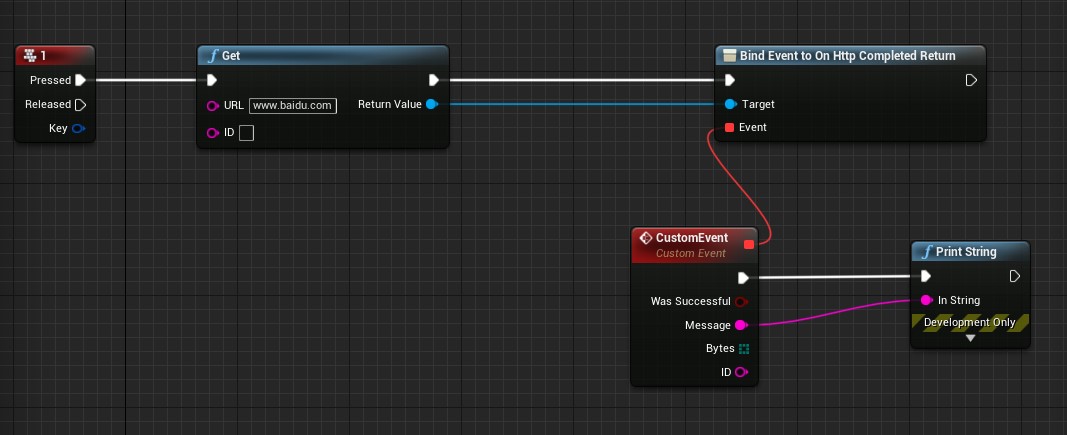 1
Pressed
Released
Key
Get
URL www.baidu.com Return Value
ID
Bind Event to On Http Completed Return
Target
Event
CustomEvent
Custom Event
Was Successful
Message
Bytes
ID
Print String
In String
Development Only